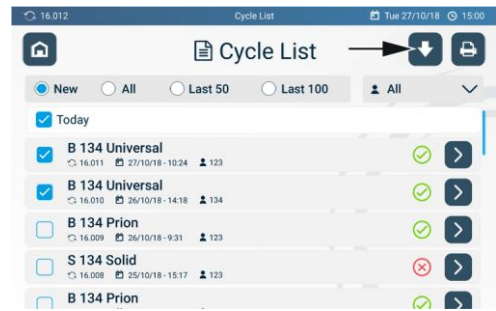 16.012 Cycle List Tue 27/10/18 15:00
Cycle List
New All Last 50 Last 100 All
Today
B 134 Universal
16.011 27/10/18 - 10:24 123
B 134 Universal
16.010 26/10/18 - 14:18 134
B 134 Prion
16.009 26/10/18 - 9:31 123
S 134 Solid
16.008 25/10/18 - 15:17 123
B 134 Prion